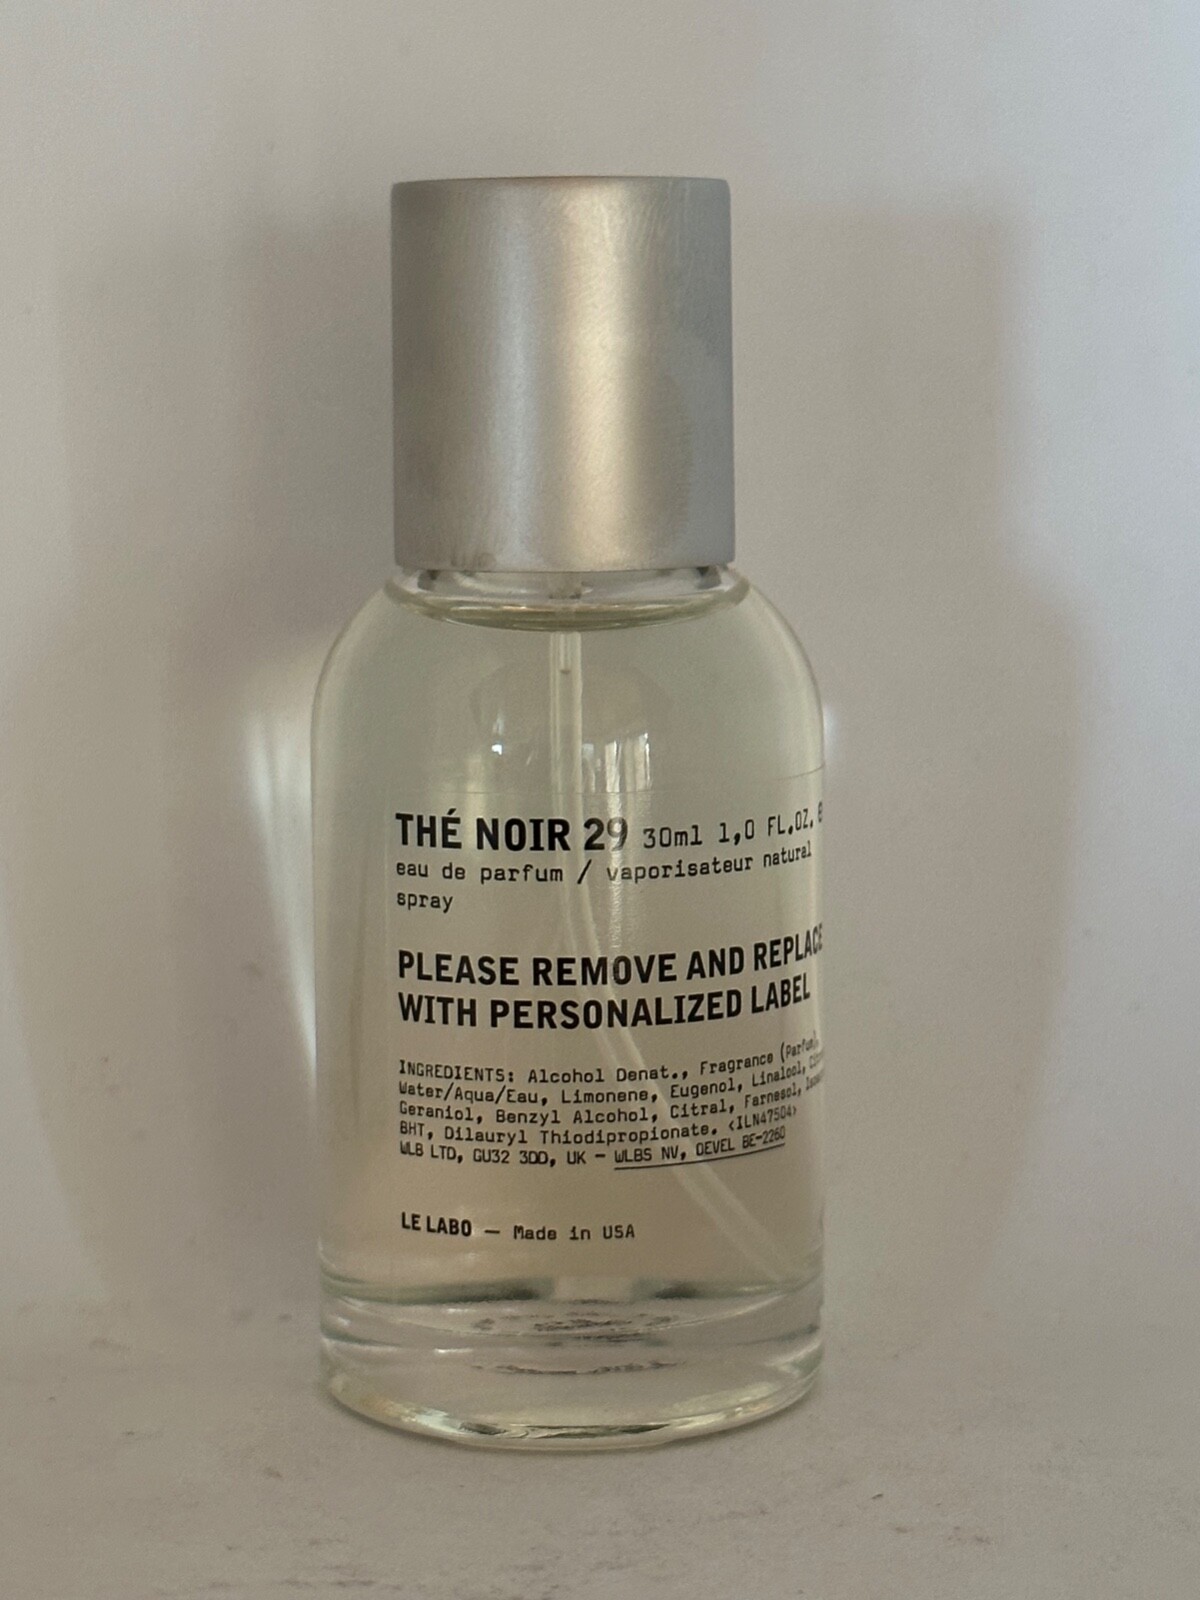 THÉ NOIR 29 30ml 1,0 FL.OZ.
eau de parfum / vaporisateur natural
spray
PLEASE REMOVE AND REPLACE
WITH PERSONALIZED LABEL
INGREDIENTS: Alcohol Denat., Fragrance (Parfum),
Water/Aqua/Eau, Limonene, Eugenol, Linalool,
Geraniol, Benzyl Alcohol, Citral, Farnesol,
BHT, Dilauryl Thiodipropionate. <ILN47504>
WLB LTD, GU32 3DD, UK – WLBS NV, OEVEL BE-2260
LE LABO — Made in USA